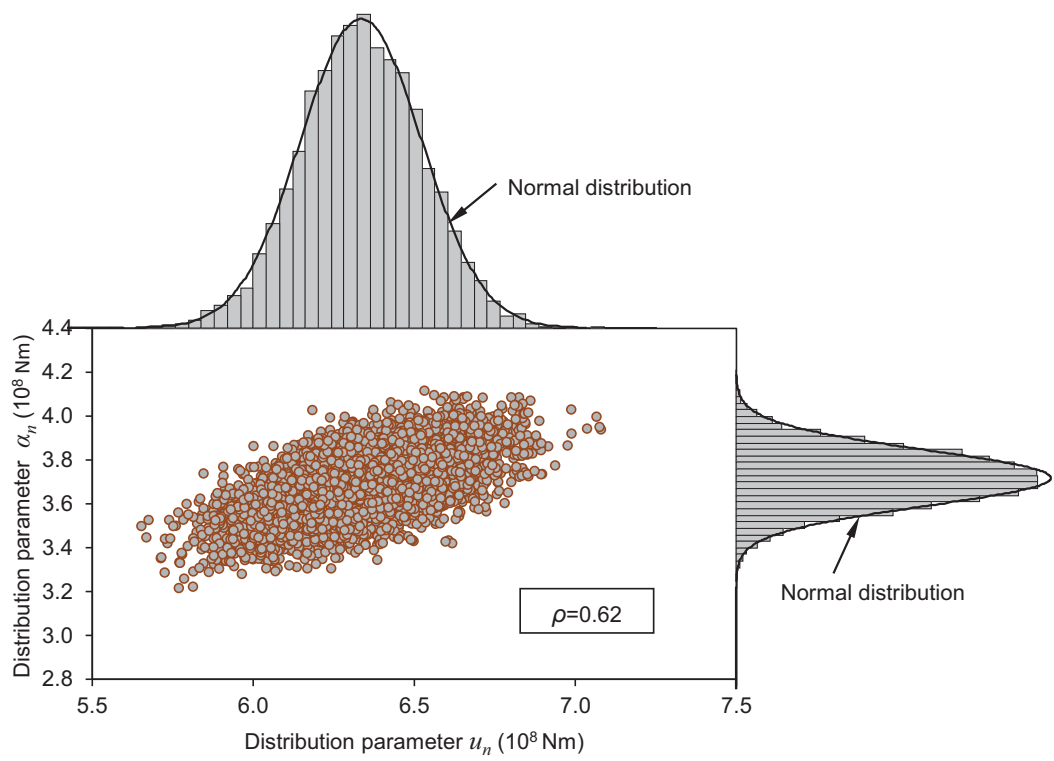 Normal distribution
4.4
4.2
4.0
3.8
3.6
3.4
3.2
3.0
2.8
Distribution parameter αn (10⁸ Nm)
ρ=0.62
Normal distribution
5.5 6.0 6.5 7.0 7.5
Distribution parameter un (10⁸ Nm)